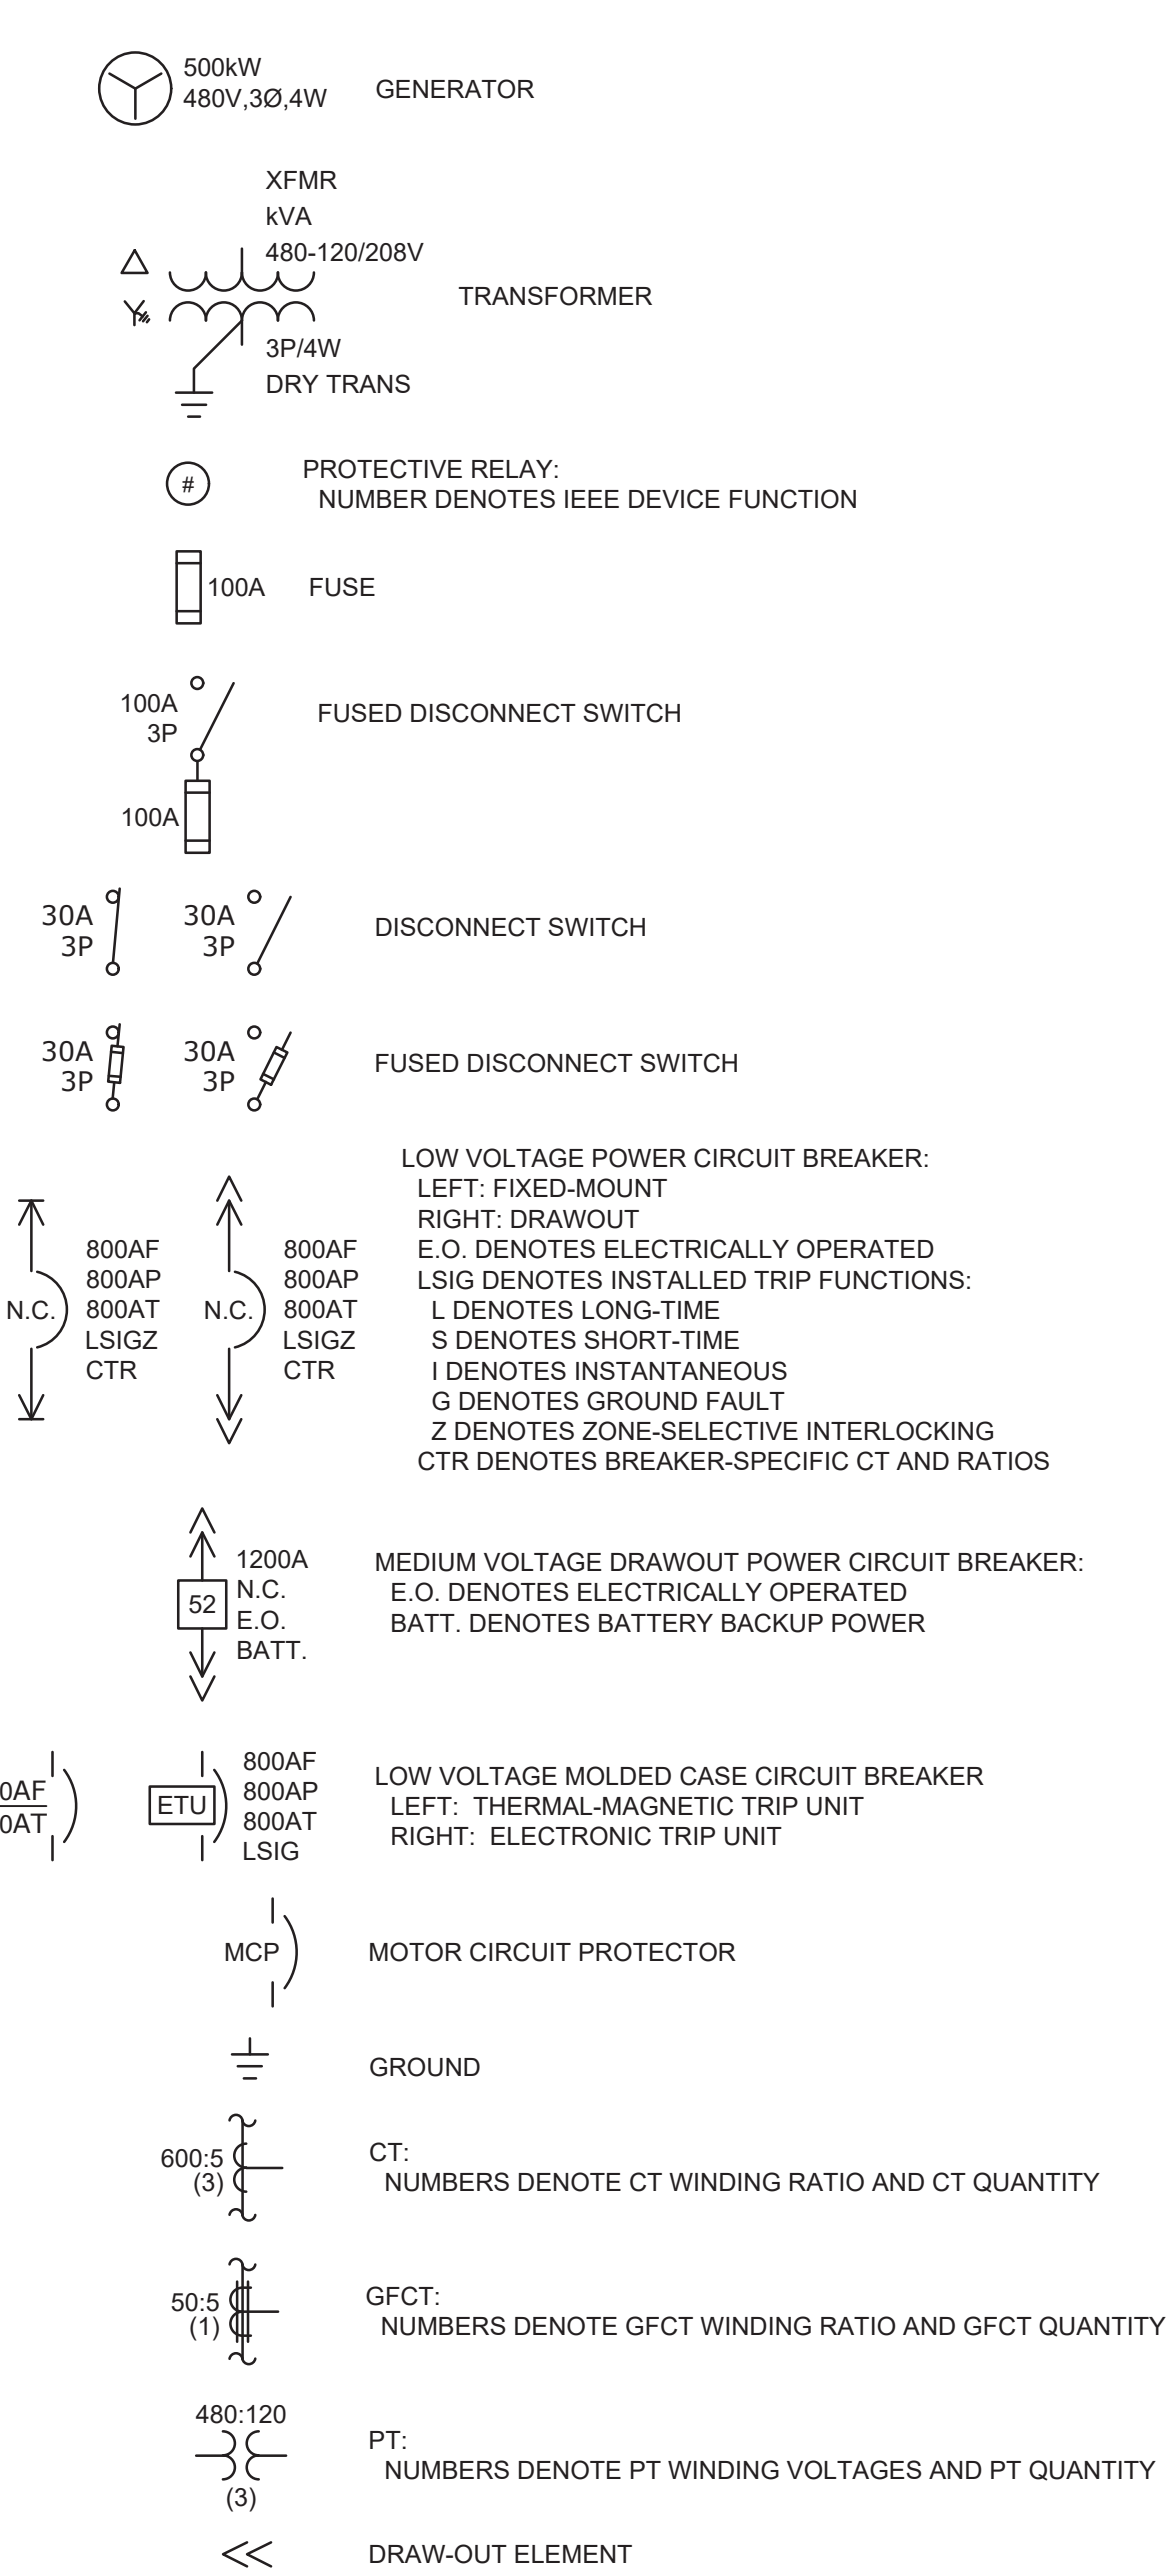 500kW
480V,3Ø,4W
GENERATOR
XFMR
kVA
480-120/208V
TRANSFORMER
3P/4W
DRY TRANS
#
PROTECTIVE RELAY:
NUMBER DENOTES IEEE DEVICE FUNCTION
100A
FUSE
100A
3P
FUSED DISCONNECT SWITCH
100A
30A
3P
30A
3P
DISCONNECT SWITCH
30A
3P
30A
3P
FUSED DISCONNECT SWITCH
N.C.
800AF
800AP
800AT
LSIGZ
CTR
N.C.
800AF
800AP
800AT
LSIGZ
CTR
LOW VOLTAGE POWER CIRCUIT BREAKER:
LEFT: FIXED-MOUNT
RIGHT: DRAWOUT
E.O. DENOTES ELECTRICALLY OPERATED
LSIG DENOTES INSTALLED TRIP FUNCTIONS:
L DENOTES LONG-TIME
S DENOTES SHORT-TIME
I DENOTES INSTANTANEOUS
G DENOTES GROUND FAULT
Z DENOTES ZONE-SELECTIVE INTERLOCKING
CTR DENOTES BREAKER-SPECIFIC CT AND RATIOS
52
1200A
N.C.
E.O.
BATT.
MEDIUM VOLTAGE DRAWOUT POWER CIRCUIT BREAKER:
E.O. DENOTES ELECTRICALLY OPERATED
BATT. DENOTES BATTERY BACKUP POWER
0AF
0AT
ETU
800AF
800AP
800AT
LSIG
LOW VOLTAGE MOLDED CASE CIRCUIT BREAKER
LEFT: THERMAL-MAGNETIC TRIP UNIT
RIGHT: ELECTRONIC TRIP UNIT
MCP
MOTOR CIRCUIT PROTECTOR
GROUND
600:5
(3)
CT:
NUMBERS DENOTE CT WINDING RATIO AND CT QUANTITY
50:5
(1)
GFCT:
NUMBERS DENOTE GFCT WINDING RATIO AND GFCT QUANTITY
480:120
(3)
PT:
NUMBERS DENOTE PT WINDING VOLTAGES AND PT QUANTITY
DRAW-OUT ELEMENT